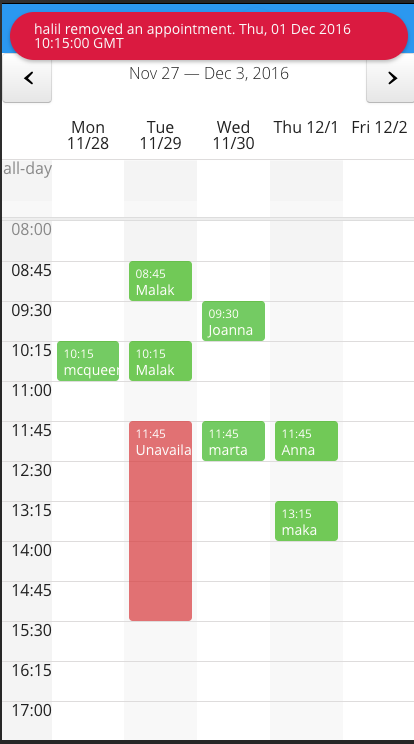 halil removed an appointment. Thu, 01 Dec 2016
10:15:00 GMT
Nov 27 — Dec 3, 2016
Mon
11/28
Tue
11/29
Wed
11/30
Thu 12/1
Fri 12/2
all-day
08:00
08:45
08:45
Malak
09:30
09:30
Joanna
10:15
10:15
mcqueen
10:15
Malak
11:00
11:45
11:45
Unavaila
11:45
marta
11:45
Anna
12:30
13:15
13:15
maka
14:00
14:45
15:30
16:15
17:00